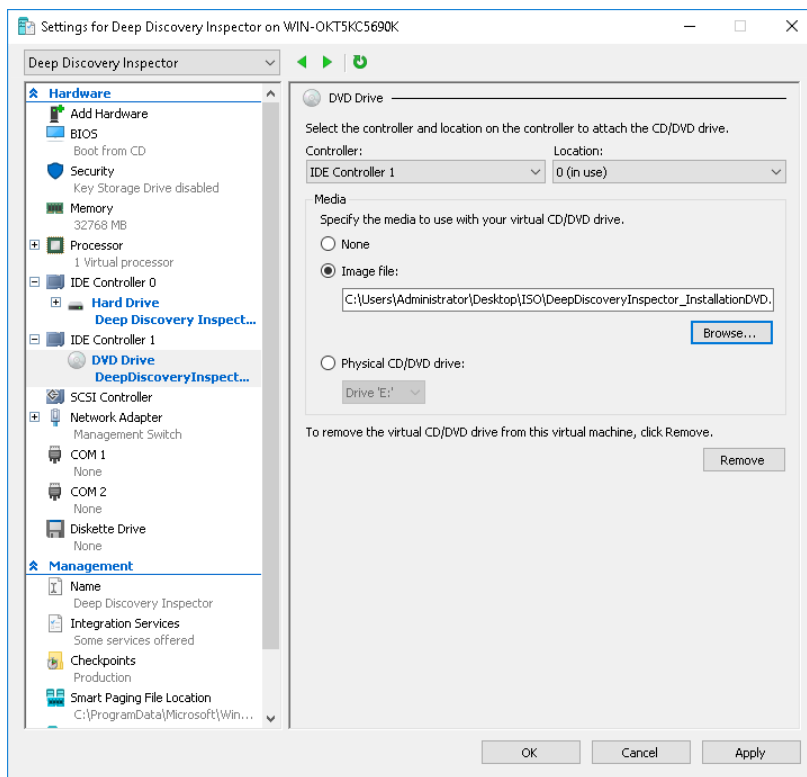 Settings for Deep Discovery Inspector on WIN-OKT5KC5690K
Deep Discovery Inspector
Hardware
Add Hardware
BIOS
Boot from CD
Security
Key Storage Drive disabled
Memory
32768 MB
Processor
1 Virtual processor
IDE Controller 0
Hard Drive
Deep Discovery Inspect...
IDE Controller 1
DVD Drive
DeepDiscoveryInspect...
SCSI Controller
Network Adapter
Management Switch
COM 1
None
COM 2
None
Diskette Drive
None
Management
Name
Deep Discovery Inspector
Integration Services
Some services offered
Checkpoints
Production
Smart Paging File Location
C:\ProgramData\Microsoft\Win...
DVD Drive
Select the controller and location on the controller to attach the CD/DVD drive.
Controller: Location:
IDE Controller 1 0 (in use)
Media
Specify the media to use with your virtual CD/DVD drive.
None
Image file:
C:\Users\Administrator\Desktop\ISO\DeepDiscoveryInspector_InstallationDVD.
Browse...
Physical CD/DVD drive:
Drive 'E:'
To remove the virtual CD/DVD drive from this virtual machine, click Remove.
Remove
OK Cancel Apply